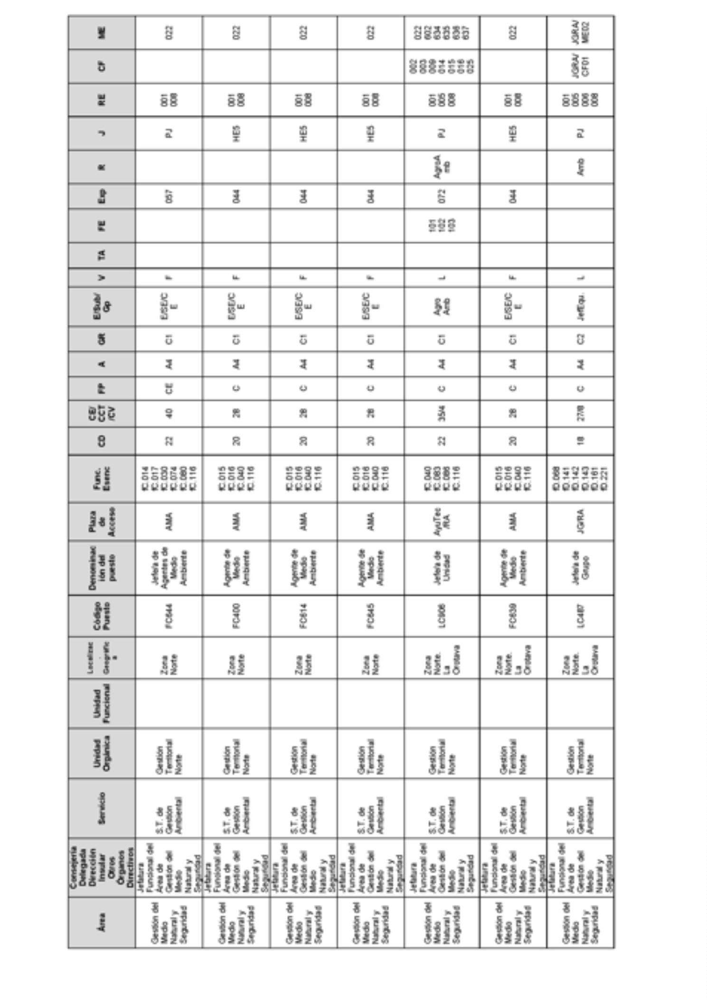 Área
Consejería
Delegada
Dirección
Insular
Otros
Órganos
Directivos
Servicio
Unidad
Orgánica
Unidad
Funcional
Localizac
.
Geográfic
a
Código
Puesto
Denominac
ión del
puesto
Plaza
de
Acceso
Func.
Esenc
CD
CE/
CCT
/CV
FP
A
GR
E/Sub/
Gp
V
TA
FE
Exp
R
J
RE
CF
ME
Gestión del
Medio
Natural y
Seguridad
Jefatura
Funcional del
Área de
Gestión del
Medio
Natural y
Seguridad
S.T. de
Gestión
Ambiental
Gestión
Territorial
Norte
Zona
Norte
FC644
Jefe/a de
Agentes de
Medio
Ambiente
AMA
fC.014
fC.017
fC.030
fC.074
fC.080
fC.116
22
40
CE
A4
C1
E/SE/C
E
F
057
PJ
001
008
022
Gestión del
Medio
Natural y
Seguridad
Jefatura
Funcional del
Área de
Gestión del
Medio
Natural y
Seguridad
S.T. de
Gestión
Ambiental
Gestión
Territorial
Norte
Zona
Norte
FC400
Agente de
Medio
Ambiente
AMA
fC.015
fC.016
fC.040
fC.116
20
28
C
A4
C1
E/SE/C
E
F
044
HE5
001
008
022
Gestión del
Medio
Natural y
Seguridad
Jefatura
Funcional del
Área de
Gestión del
Medio
Natural y
Seguridad
S.T. de
Gestión
Ambiental
Gestión
Territorial
Norte
Zona
Norte
FC614
Agente de
Medio
Ambiente
AMA
fC.015
fC.016
fC.040
fC.116
20
28
C
A4
C1
E/SE/C
E
F
044
HE5
001
008
022
Gestión del
Medio
Natural y
Seguridad
Jefatura
Funcional del
Área de
Gestión del
Medio
Natural y
Seguridad
S.T. de
Gestión
Ambiental
Gestión
Territorial
Norte
Zona
Norte
FC645
Agente de
Medio
Ambiente
AMA
fC.015
fC.016
fC.040
fC.116
20
28
C
A4
C1
E/SE/C
E
F
044
HE5
001
008
022
Gestión del
Medio
Natural y
Seguridad
Jefatura
Funcional del
Área de
Gestión del
Medio
Natural y
Seguridad
S.T. de
Gestión
Ambiental
Gestión
Territorial
Norte
Zona
Norte.
La
Orotava
LC906
Jefe/a de
Unidad
AyuTec
/RA
fC.040
fC.083
fC.086
fC.116
22
35/4
C
A4
C1
Agro
Amb
L
101
102
103
072
AgroA
mb
PJ
001
005
008
002
003
009
014
015
016
025
022
602
634
635
636
637
Gestión del
Medio
Natural y
Seguridad
Jefatura
Funcional del
Área de
Gestión del
Medio
Natural y
Seguridad
S.T. de
Gestión
Ambiental
Gestión
Territorial
Norte
Zona
Norte.
La
Orotava
FC639
Agente de
Medio
Ambiente
AMA
fC.015
fC.016
fC.040
fC.116
20
28
C
A4
C1
E/SE/C
E
F
044
HE5
001
008
022
Gestión del
Medio
Natural y
Seguridad
Jefatura
Funcional del
Área de
Gestión del
Medio
Natural y
Seguridad
S.T. de
Gestión
Ambiental
Gestión
Territorial
Norte
Zona
Norte.
La
Orotava
LC487
Jefe/a de
Grupo
JG/RA
fD.068
fD.141
fD.142
fD.143
fD.161
fD.221
18
27/8
C
A4
C2
JefEqu.
L
Amb
PJ
001
005
006
008
JGRA/
CF01
JGRA/
ME02